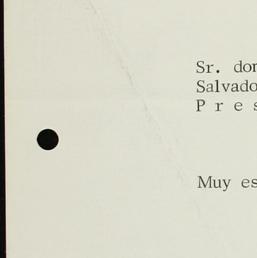 Sr. don
Salvado
P r e s
Muy es